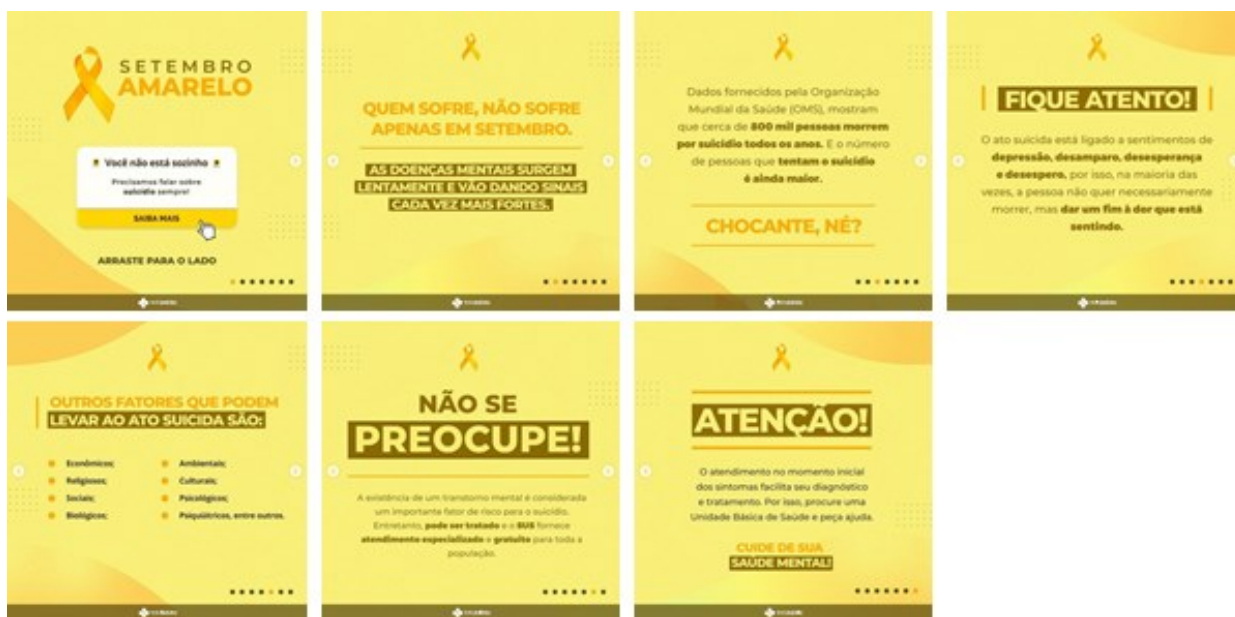 SETEMBRO
AMARELO
Você não está sozinho
Precisamos falar sobre
suicídio sempre!
SAIBA MAIS
ARRASTE PARA O LADO
QUEM SOFRE, NÃO SOFRE
APENAS EM SETEMBRO.
AS DOENÇAS MENTAIS SURGEM
LENTAMENTE E VÃO DANDO SINAIS
CADA VEZ MAIS FORTES.
Dados fornecidos pela Organização
Mundial da Saúde (OMS), mostram
que cerca de 800 mil pessoas morrem
por suicídio todos os anos. E o número
de pessoas que tentam o suicídio
é ainda maior.
CHOCANTE, NÉ?
FIQUE ATENTO!
O ato suicida está ligado a sentimentos de
depressão, desamparo, desesperança
e desespero, por isso, na maioria das
vezes, a pessoa não quer necessariamente
morrer, mas dar um fim à dor que está
sentindo.
OUTROS FATORES QUE PODEM
LEVAR AO ATO SUICIDA SÃO:
Econômicos;
Religiosos;
Sociais;
Biológicos;
Ambientais;
Culturais;
Psicológicos;
Psiquiátricos, entre outros.
NÃO SE
PREOCUPE!
A existência de um transtorno mental é considerada
um importante fator de risco para o suicídio.
Entretanto, pode ser tratado e o SUS fornece
atendimento especializado e gratuito para toda a
população.
ATENÇÃO!
O atendimento no momento inicial
dos sintomas facilita seu diagnóstico
e tratamento. Por isso, procure uma
Unidade Básica de Saúde e peça ajuda.
CUIDE DE SUA
SAÚDE MENTAL!